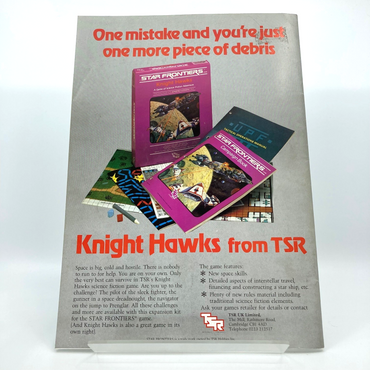 One mistake and you're just
one more piece of debris
STAR FRONTIERS
STAR FRONTIERS
Campaign Book
Knight Hawks from TSR
Space is big, cold and hostile. There is nobody
to run to for help. You are on your own. Only
the very best can survive in TSR's Knight
Hawks science fiction game. Are you up to the
challenge? The pilot of the sleek fighter, the
gunner in a space dreadnought, the navigator
on the jump to Prenglar. All these challenges
and more are available with this expansion kit
for the STAR FRONTIERS game.
(And Knight Hawks is also a great game in its
own right)
The game features:
New space skills.
Detailed aspects of interstellar travel,
financing and constructing a star ship, etc.
Plenty of new rules material including
traditional science fiction elements.
Ask your games retailer for details or contact
TSR
TSR UK Limited,
The Mill, Rathmore Road,
Cambridge CB1 4AD
Telephone 0223 212517